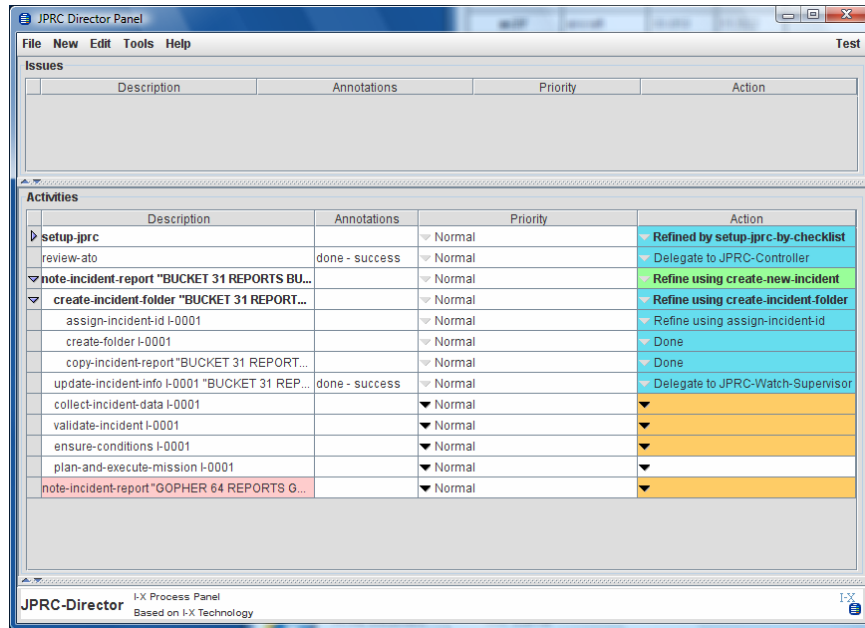 JPRC Director Panel
File New Edit Tools Help Test
Issues
Description Annotations Priority Action
Activities
Description Annotations Priority Action
setup-jprc Normal Refined by setup-jprc-by-checklist
review-ato done - success Normal Delegate to JPRC-Controller
note-incident-report "BUCKET 31 REPORTS BU... Normal Refine using create-new-incident
create-incident-folder "BUCKET 31 REPORT... Normal Refine using create-incident-folder
assign-incident-id I-0001 Normal Refine using assign-incident-id
create-folder I-0001 Normal Done
copy-incident-report "BUCKET 31 REPORT... Normal Done
update-incident-info I-0001 "BUCKET 31 REP... done - success Normal Delegate to JPRC-Watch-Supervisor
collect-incident-data I-0001 Normal
validate-incident I-0001 Normal
ensure-conditions I-0001 Normal
plan-and-execute-mission I-0001 Normal
note-incident-report "GOPHER 64 REPORTS G... Normal
JPRC-Director
I-X Process Panel
Based on I-X Technology
I-X